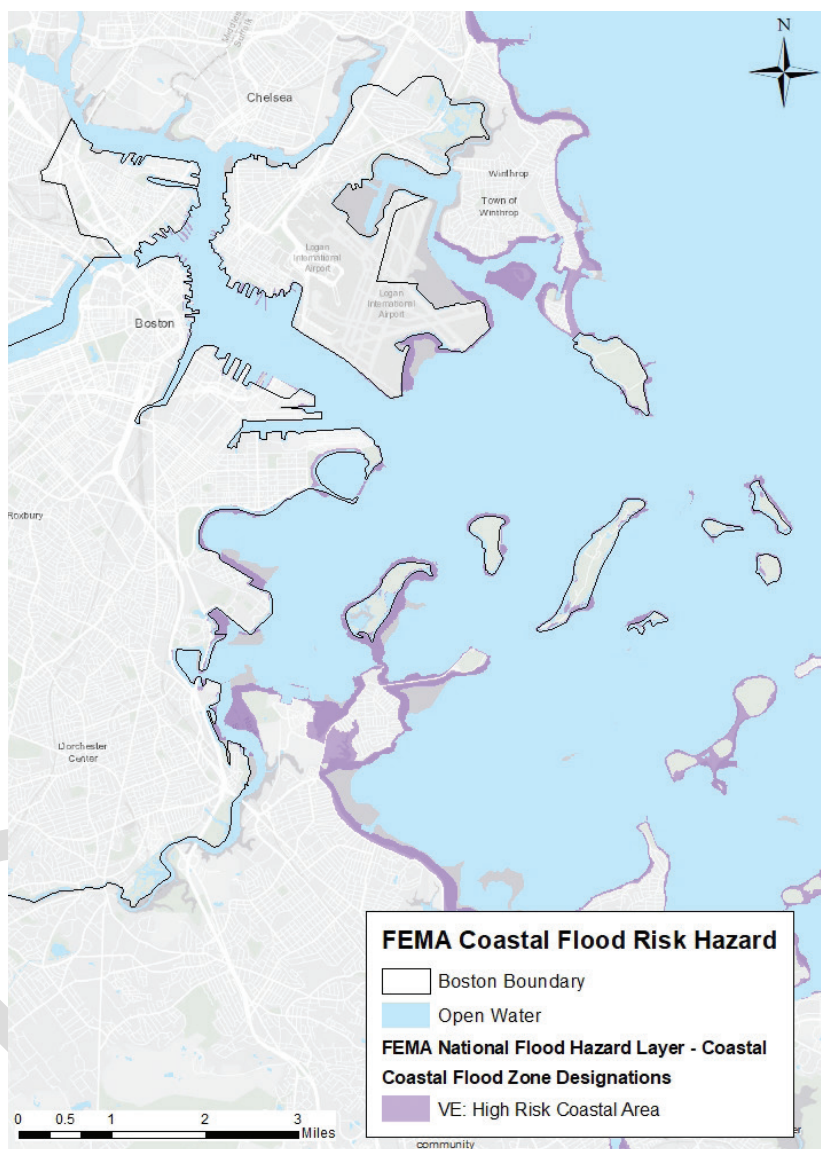 N
Middlesex
Suffolk
Chelsea
Winthrop
Town of
Winthrop
Logan
International
Airport
Logan
International
Airport
Boston
Roxbury
Dorchester
Center
FEMA Coastal Flood Risk Hazard
Boston Boundary
Open Water
FEMA National Flood Hazard Layer - Coastal
Coastal Flood Zone Designations
VE: High Risk Coastal Area
0 0.5 1 2 3
Miles
community